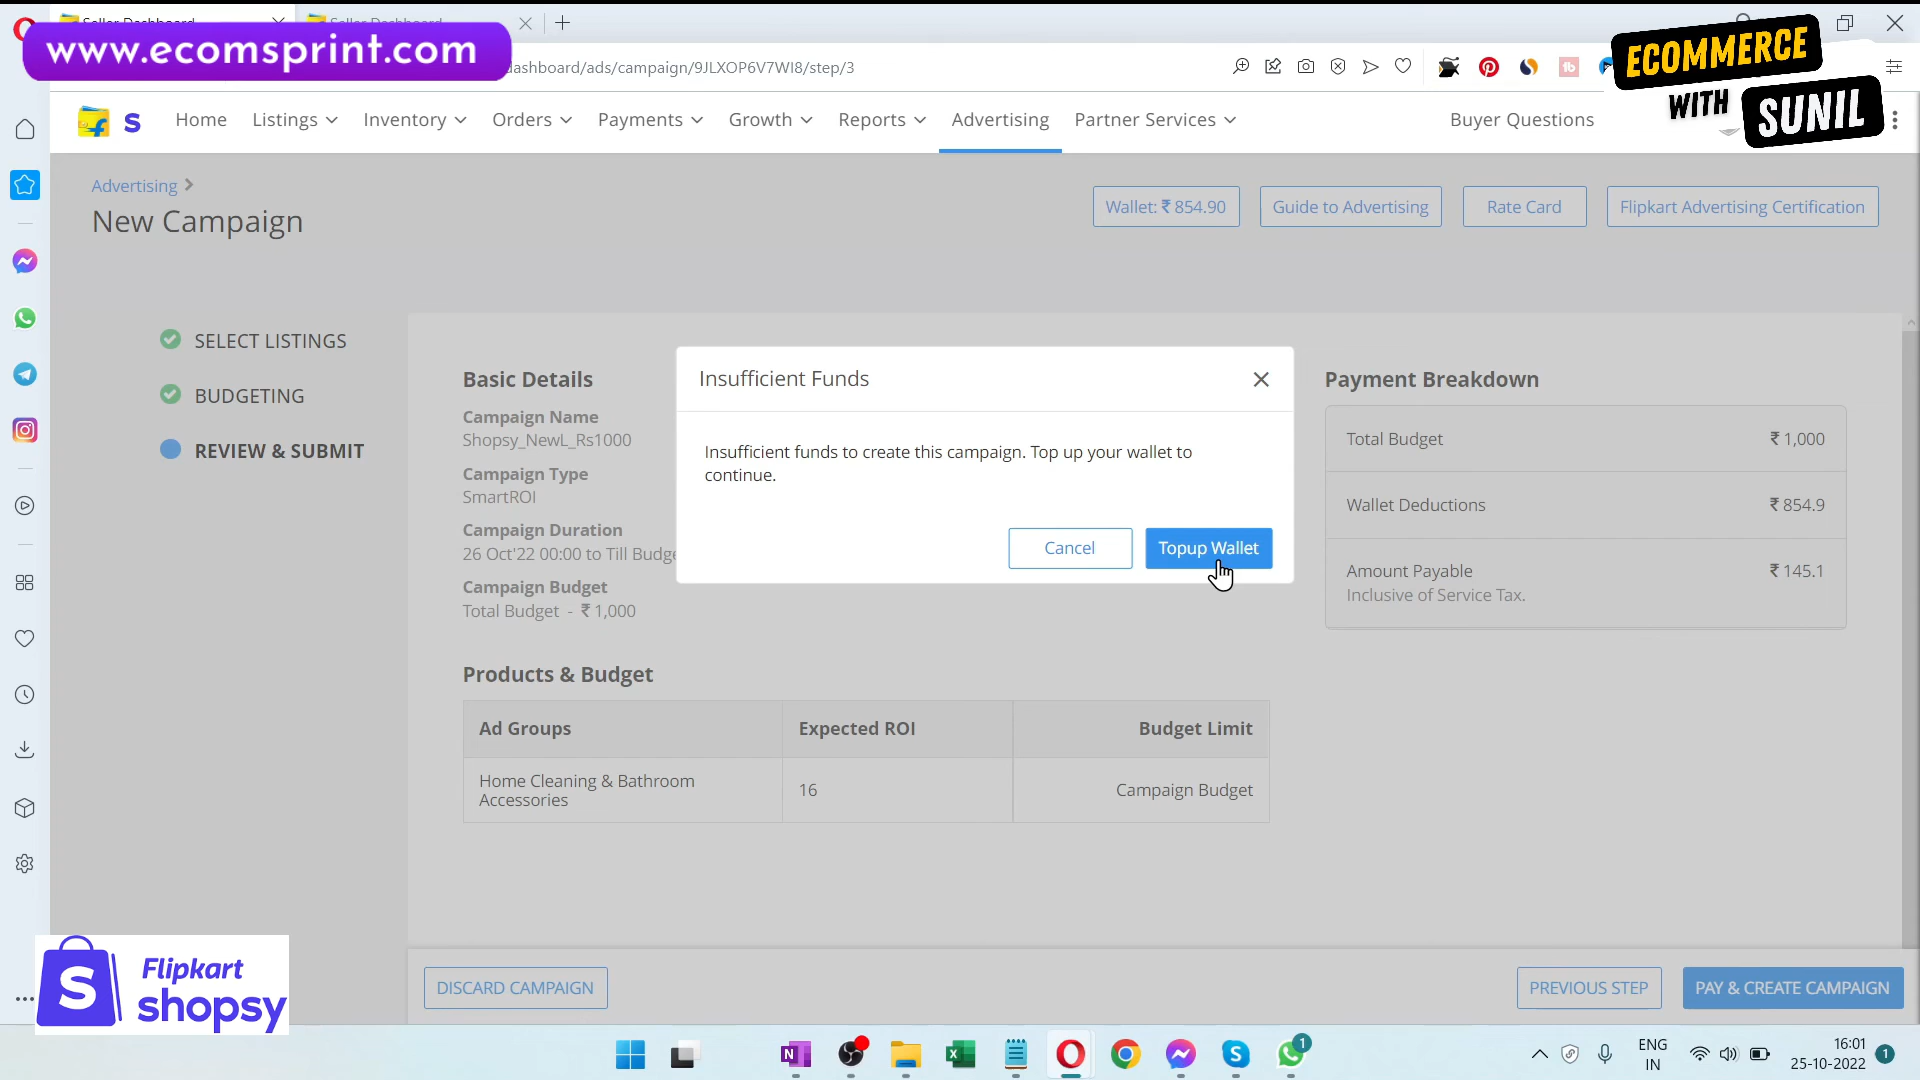 Seller Dashboard
Seller Dashboard
www.ecomsprint.com
dashboard/ads/campaign/9JLXOP6V7WI8/step/3
ECOMMERCE
WITH SUNIL
Home Listings Inventory Orders Payments Growth Reports Advertising Partner Services Buyer Questions
Advertising
New Campaign
Wallet: ₹ 854.90
Guide to Advertising
Rate Card
Flipkart Advertising Certification
SELECT LISTINGS
BUDGETING
REVIEW & SUBMIT
Basic Details
Campaign Name
Shopsy_NewL_Rs1000
Campaign Type
SmartROI
Campaign Duration
26 Oct'22 00:00 to Till Budge
Campaign Budget
Total Budget - ₹ 1,000
Insufficient Funds
Insufficient funds to create this campaign. Top up your wallet to
continue.
Cancel
Topup Wallet
Payment Breakdown
Total Budget ₹ 1,000
Wallet Deductions ₹ 854.9
Amount Payable ₹ 145.1
Inclusive of Service Tax.
Products & Budget
Ad Groups Expected ROI Budget Limit
Home Cleaning & Bathroom
Accessories
16
Campaign Budget
DISCARD CAMPAIGN
PREVIOUS STEP
PAY & CREATE CAMPAIGN
Flipkart
shopsy
ENG
IN
16:01
25-10-2022
1
1